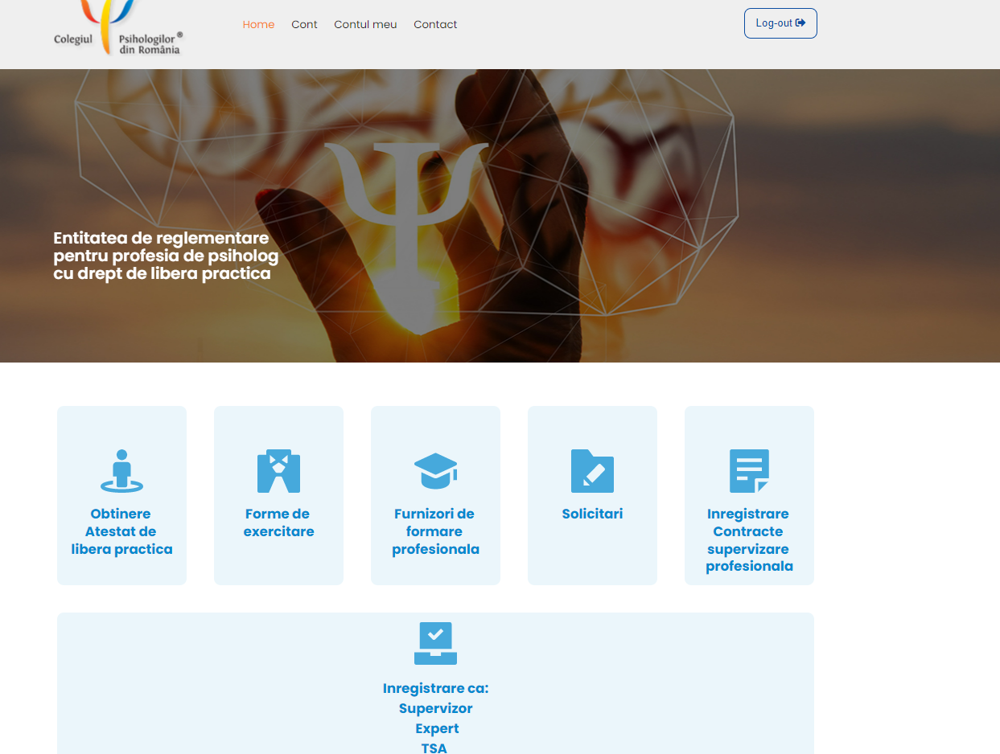 Colegiul Psihologilor®
din România
Home Cont Contul meu Contact
Log-out
Ψ
Entitatea de reglementare
pentru profesia de psiholog
cu drept de libera practica
Obtinere
Atestat de
libera practica
Forme de
exercitare
Furnizori de
formare
profesionala
Solicitari
Inregistrare
Contracte
supervizare
profesionala
Inregistrare ca:
Supervizor
Expert
TSA